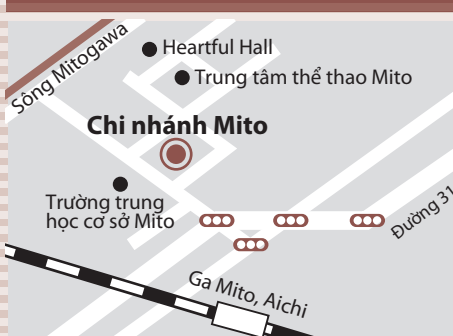 Sông Mitogawa
Heartful Hall
Trung tâm thể thao Mito
Chi nhánh Mito
Trường trung
học cơ sở Mito
Đường 31
Ga Mito, Aichi